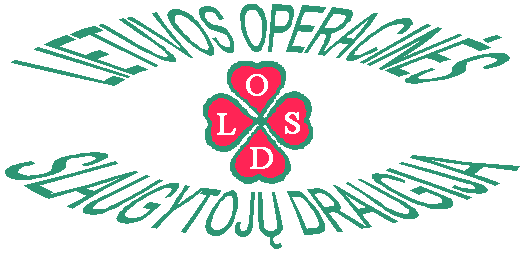 LIETUVOS OPERACINĖS
O
L S
D
SLAUGYTOJŲ DRAUGIJA